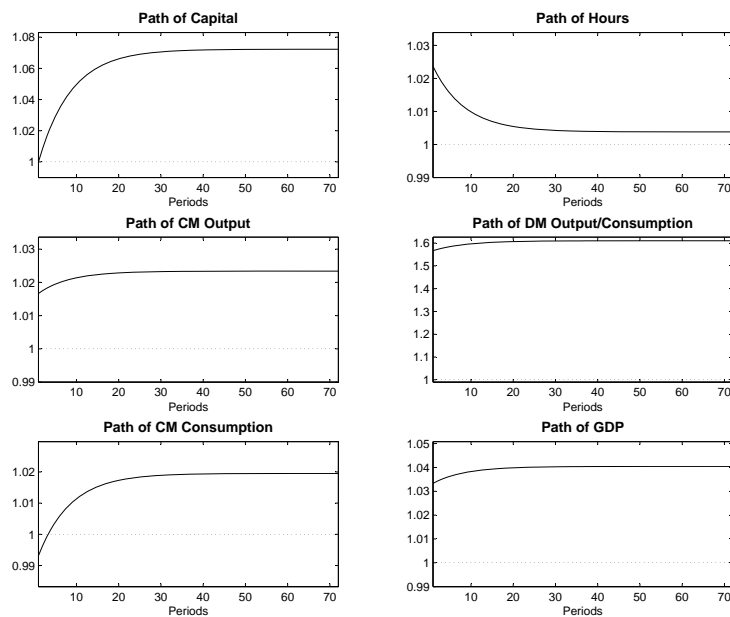 Path of Capital
1.08
1.06
1.04
1.02
1
10 20 30 40 50 60 70
Periods
Path of Hours
1.03
1.02
1.01
1
0.99
10 20 30 40 50 60 70
Periods
Path of CM Output
1.03
1.02
1.01
1
0.99
10 20 30 40 50 60 70
Periods
Path of DM Output/Consumption
1.6
1.5
1.4
1.3
1.2
1.1
1
10 20 30 40 50 60 70
Periods
Path of CM Consumption
1.02
1.01
1
0.99
10 20 30 40 50 60 70
Periods
Path of GDP
1.05
1.04
1.03
1.02
1.01
1
0.99
10 20 30 40 50 60 70
Periods